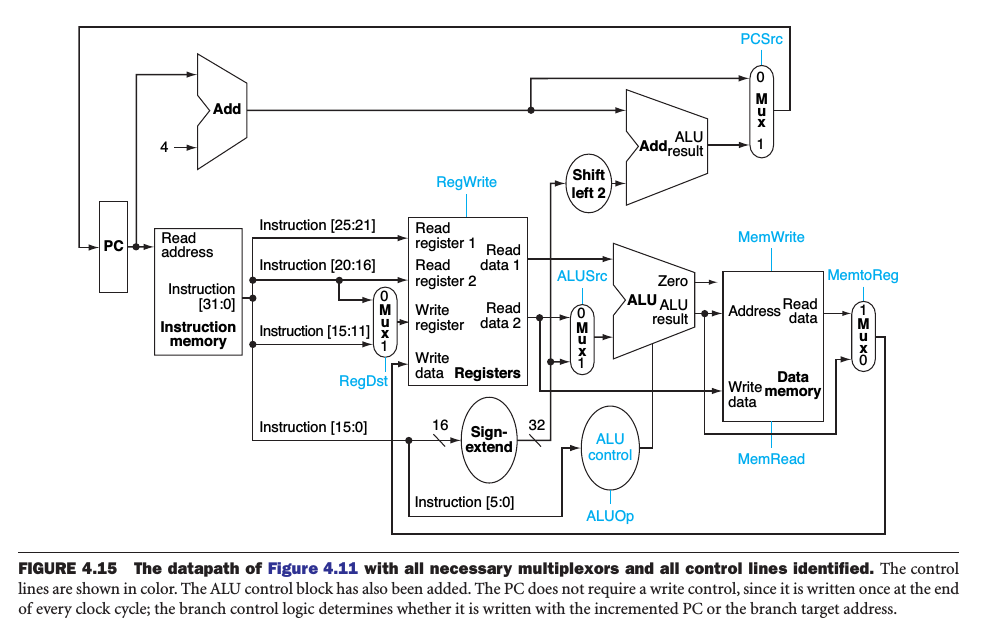 PCSrc
0
M
u
x
1
Add
4
Add
ALU
result
Shift
left 2
RegWrite
PC
Read
address
Instruction
[31:0]
Instruction
memory
Instruction [25:21]
Instruction [20:16]
Instruction [15:11]
0
M
u
x
1
RegDst
Read
register 1
Read
register 2
Write
register
Write
data
Read
data 1
Read
data 2
Registers
ALUSrc
0
M
u
x
1
Zero
ALU
ALU
result
MemWrite
Address
Read
data
Write
data
Data
memory
MemRead
MemtoReg
1
M
u
x
0
Instruction [15:0]
16
Sign-
extend
32
ALU
control
Instruction [5:0]
ALUOp
FIGURE 4.15 The datapath of Figure 4.11 with all necessary multiplexors and all control lines identified. The control
lines are shown in color. The ALU control block has also been added. The PC does not require a write control, since it is written once at the end
of every clock cycle; the branch control logic determines whether it is written with the incremented PC or the branch target address.